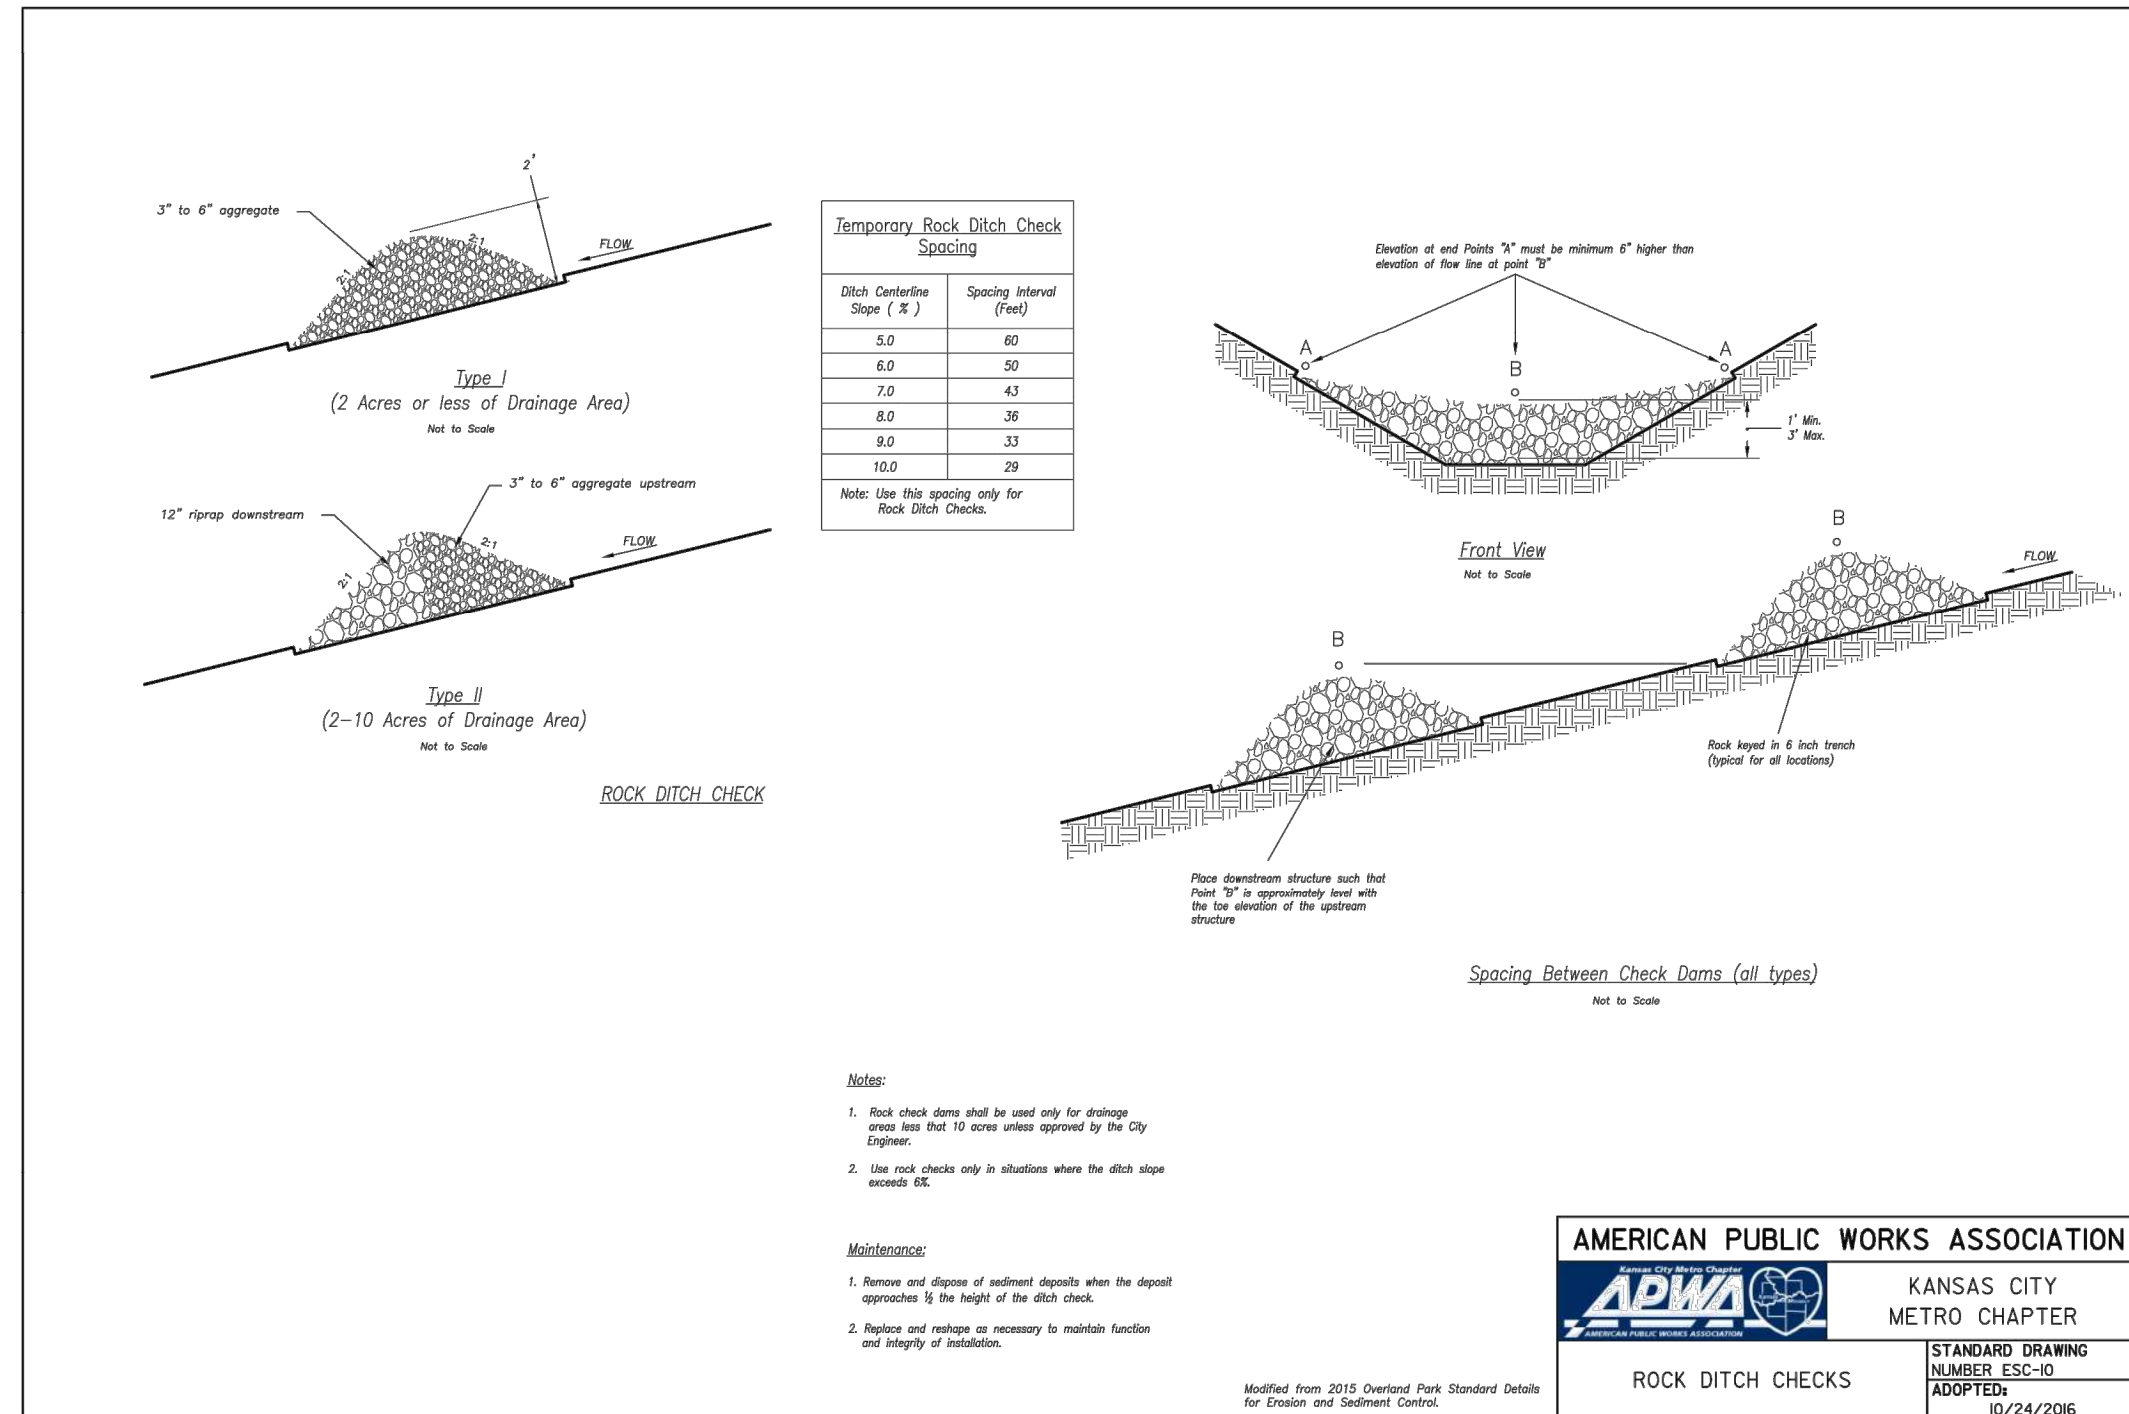 2'
3" to 6" aggregate
2:1
2:1
FLOW
Type I
(2 Acres or less of Drainage Area)
Not to Scale
3" to 6" aggregate upstream
12" riprap downstream
2:1
2:1
FLOW
Type II
(2-10 Acres of Drainage Area)
Not to Scale
ROCK DITCH CHECK
Temporary Rock Ditch Check
Spacing
Ditch Centerline
Slope ( % )
Spacing Interval
(Feet)
5.0 60
6.0 50
7.0 43
8.0 36
9.0 33
10.0 29
Note: Use this spacing only for
Rock Ditch Checks.
Elevation at end Points "A" must be minimum 6" higher than
elevation of flow line at point "B"
A
B
A
1' Min.
3' Max.
Front View
Not to Scale
B
FLOW
B
Rock keyed in 6 inch trench
(typical for all locations)
Place downstream structure such that
Point "B" is approximately level with
the toe elevation of the upstream
structure
Spacing Between Check Dams (all types)
Not to Scale
Notes:
1. Rock check dams shall be used only for drainage
areas less that 10 acres unless approved by the City
Engineer.
2. Use rock checks only in situations where the ditch slope
exceeds 6%.
Maintenance:
1. Remove and dispose of sediment deposits when the deposit
approaches ½ the height of the ditch check.
2. Replace and reshape as necessary to maintain function
and integrity of installation.
Modified from 2015 Overland Park Standard Details
for Erosion and Sediment Control.
AMERICAN PUBLIC WORKS ASSOCIATION
Kansas City Metro Chapter
APWA
AMERICAN PUBLIC WORKS ASSOCIATION
KANSAS CITY
METRO CHAPTER
ROCK DITCH CHECKS
STANDARD DRAWING
NUMBER ESC-10
ADOPTED:
10/24/2016